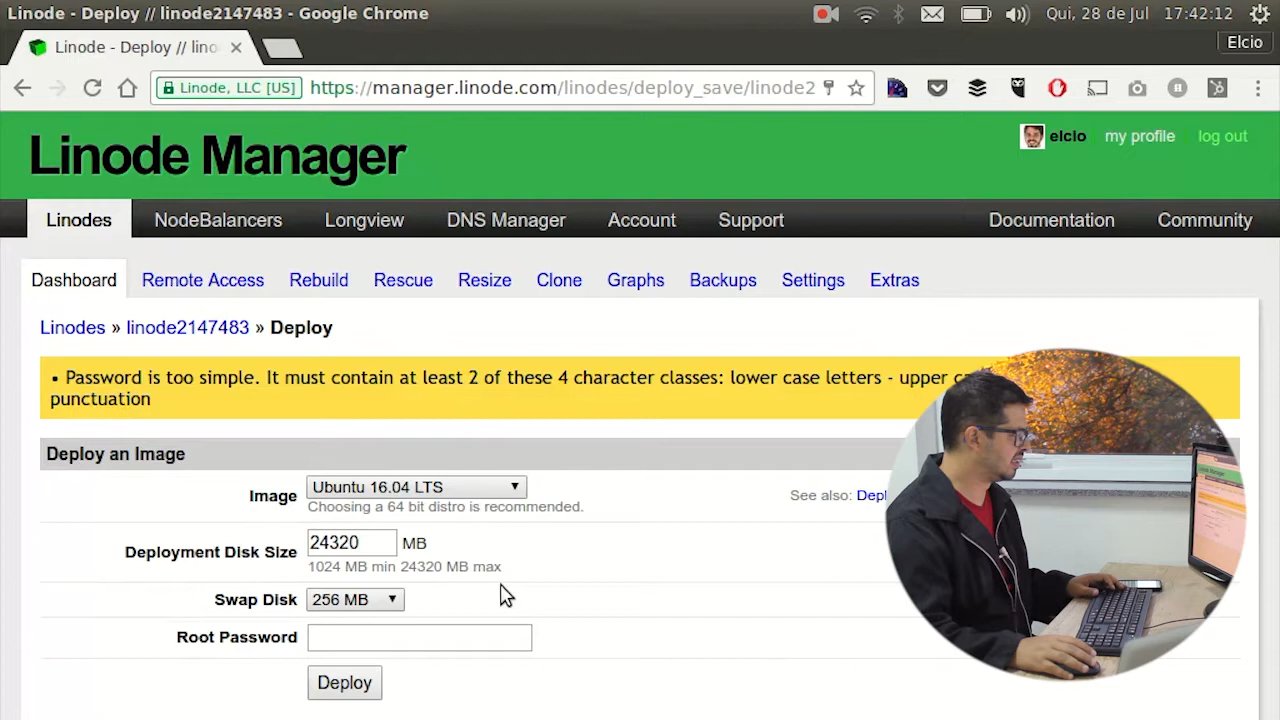 Linode - Deploy // linode2147483 - Google Chrome
Qui, 28 de Jul 17:42:12
Linode - Deploy // lino
Elcio
Linode, LLC [US] https://manager.linode.com/linodes/deploy_save/linode2
elcio my profile log out
Linode Manager
Linodes NodeBalancers Longview DNS Manager Account Support Documentation Community
Dashboard Remote Access Rebuild Rescue Resize Clone Graphs Backups Settings Extras
Linodes » linode2147483 » Deploy
• Password is too simple. It must contain at least 2 of these 4 character classes: lower case letters - upper
punctuation
Deploy an Image
Image Ubuntu 16.04 LTS
Choosing a 64 bit distro is recommended.
See also:
Deployment Disk Size 24320 MB
1024 MB min 24320 MB max
Swap Disk 256 MB
Root Password
Deploy